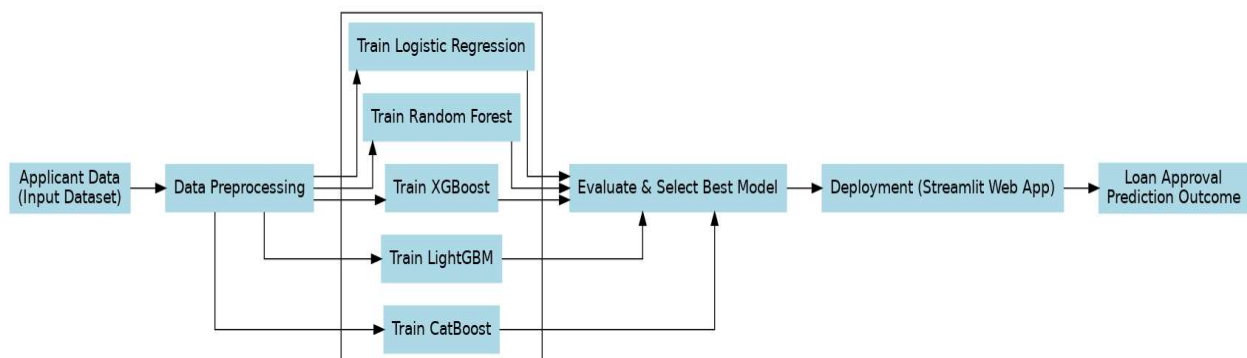 Applicant Data
(Input Dataset)
Data Preprocessing
Train Logistic Regression
Train Random Forest
Train XGBoost
Train LightGBM
Train CatBoost
Evaluate & Select Best Model
Deployment (Streamlit Web App)
Loan Approval
Prediction Outcome